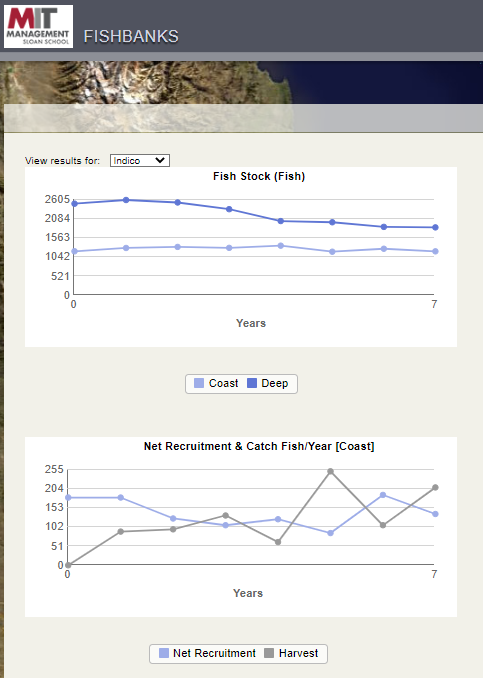 MIT
MANAGEMENT
SLOAN SCHOOL
FISHBANKS
View results for: Indico
Fish Stock (Fish)
2605
2084
1563
1042
521
0
0 7
Years
Coast Deep
Net Recruitment & Catch Fish/Year [Coast]
255
204
153
102
51
0
0 7
Years
Net Recruitment Harvest